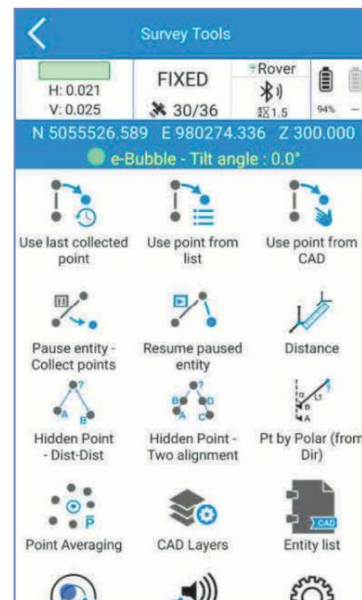 Survey Tools
H: 0.021
V: 0.025
FIXED
30/36
Rover
1.5
94%
N 5055526.589 E 980274.336 Z 300.000
e-Bubble - Tilt angle : 0.0°
Use last collected
point
Use point from
list
Use point from
CAD
Pause entity -
Collect points
Resume paused
entity
Distance
A
B
?
Hidden Point
- Dist-Dist
B
D
A
C
?
Hidden Point -
Two alignment
α
L1
?
B
A
Pt by Polar (from
Dir)
P
Point Averaging
CAD Layers
CAD
Entity list